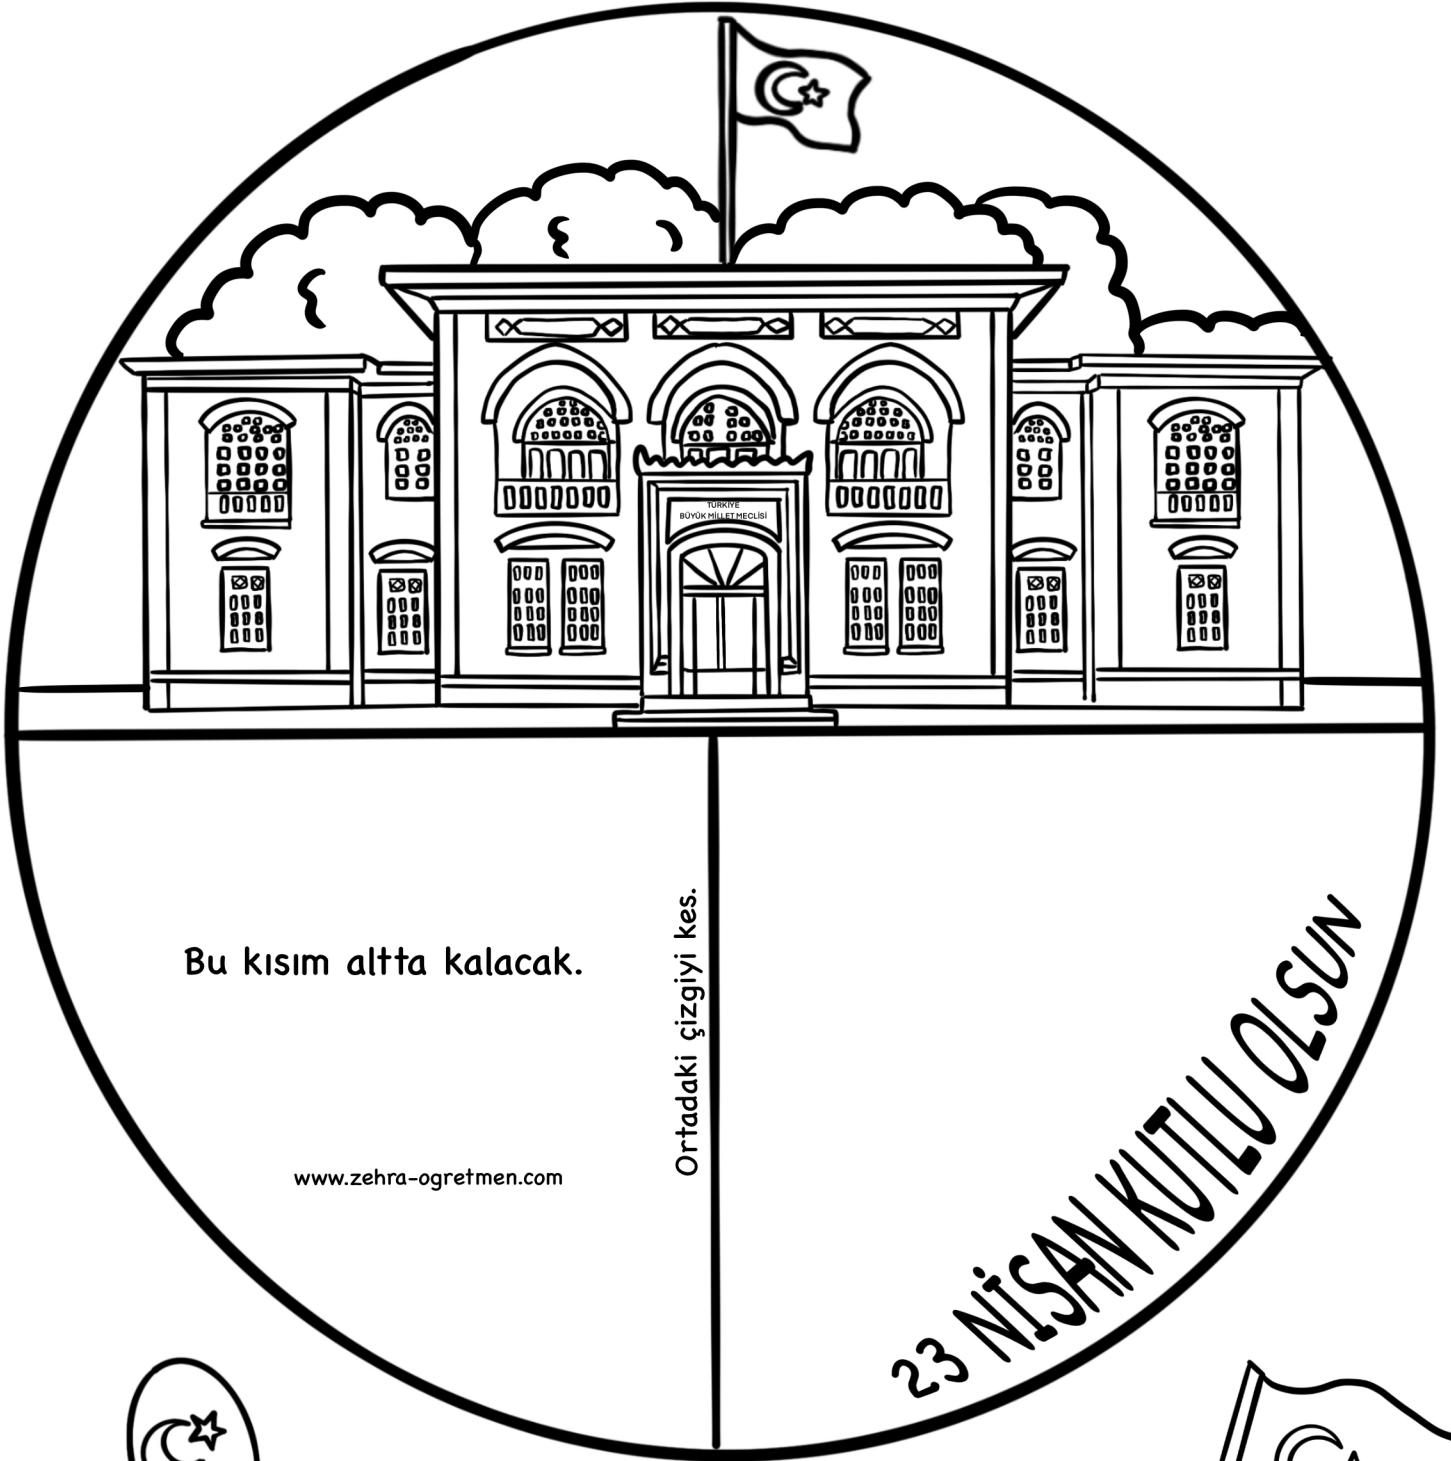 TÜRKİYE
BÜYÜK MİLLET MECLİSİ
Bu kısım altta kalacak.
Ortadaki çizgiyi kes.
www.zehra-ogretmen.com
23 NİSAN KUTLU OLSUN